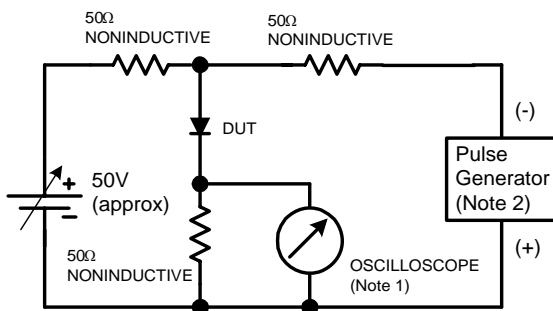 50Ω
NONINDUCTIVE
50Ω
NONINDUCTIVE
DUT
(-)
+
50V
(approx)
-
Pulse
Generator
(Note 2)
(+)
50Ω
NONINDUCTIVE
OSCILLOSCOPE
(Note 1)